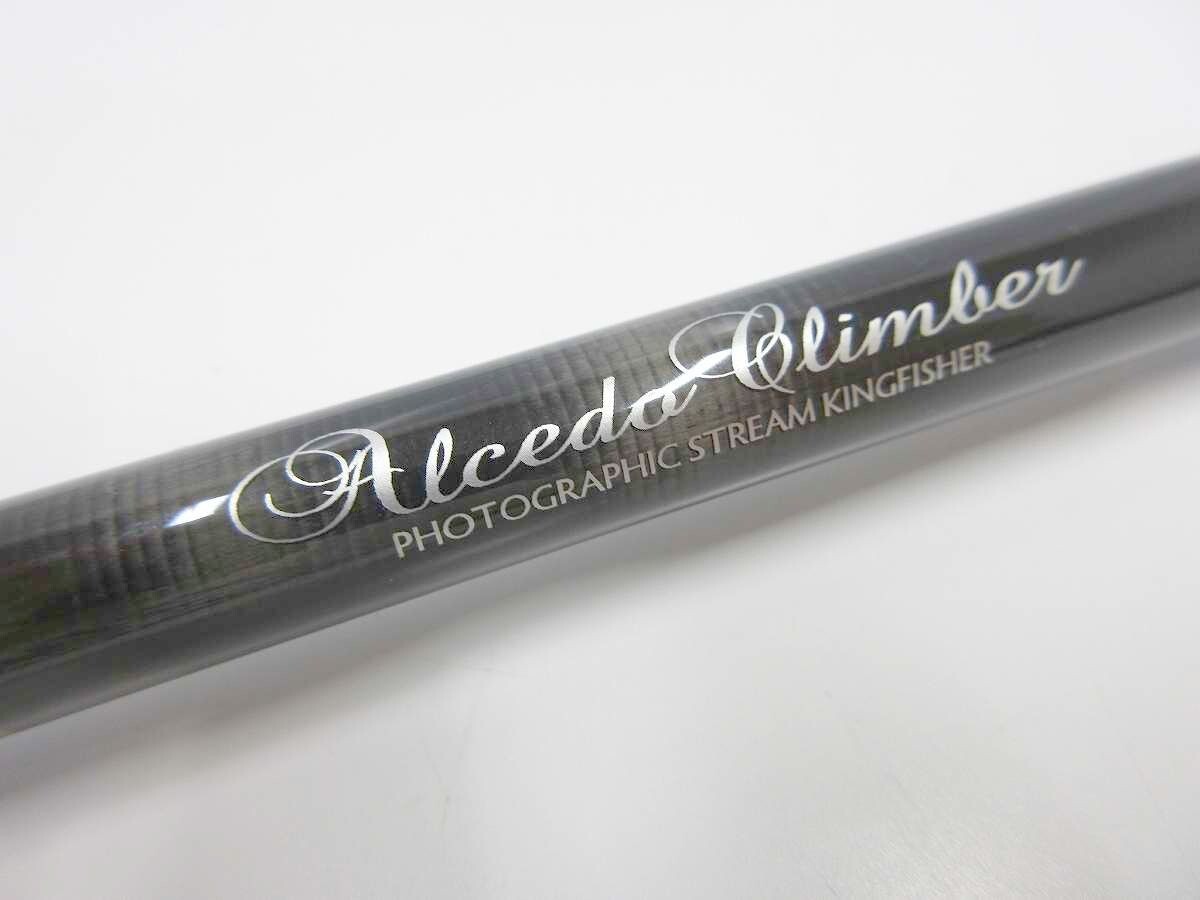 Alcedo Climber
PHOTOGRAPHIC STREAM KINGFISHER